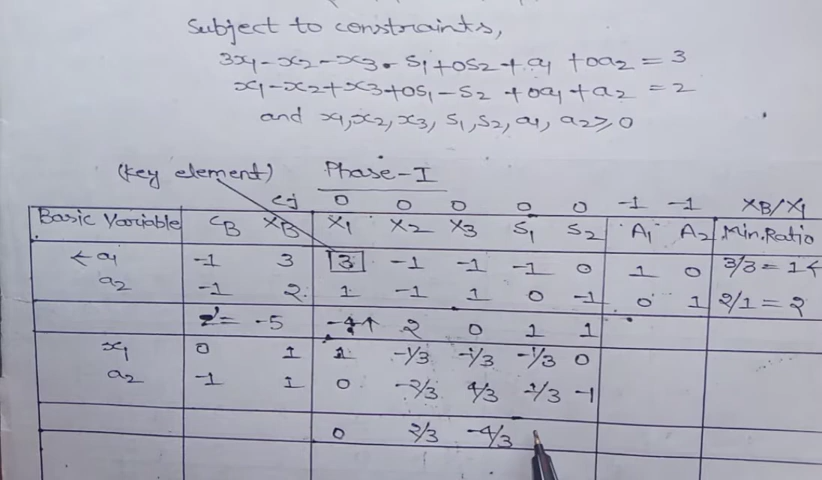 Subject to constraints,
3x1-x2-x3-s1+0s2+a1 +0a2=3
x1-x2+x3+0s1-s2 +0a1+a2 =2
and x1,x2,x3, s1,s2,a1, a2≥0
(Key element) Phase-I
cj 0 0 0 0 0 -1 -1 XB/X1
Basic Variable CB XB X1 X2 X3 S1 S2 A1 A2 Min.Ratio
←a1 -1 3 3 -1 -1 -1 0 1 0 3/3=1←
a2 -1 2 1 -1 1 0 -1 0 1 2/1=2
z'= -5 -4↑ 2 0 1 1
x1 0 1 1 -1/3 -1/3 -1/3 0
a2 -1 1 0 -2/3 4/3 1/3 -1
0 2/3 -4/3